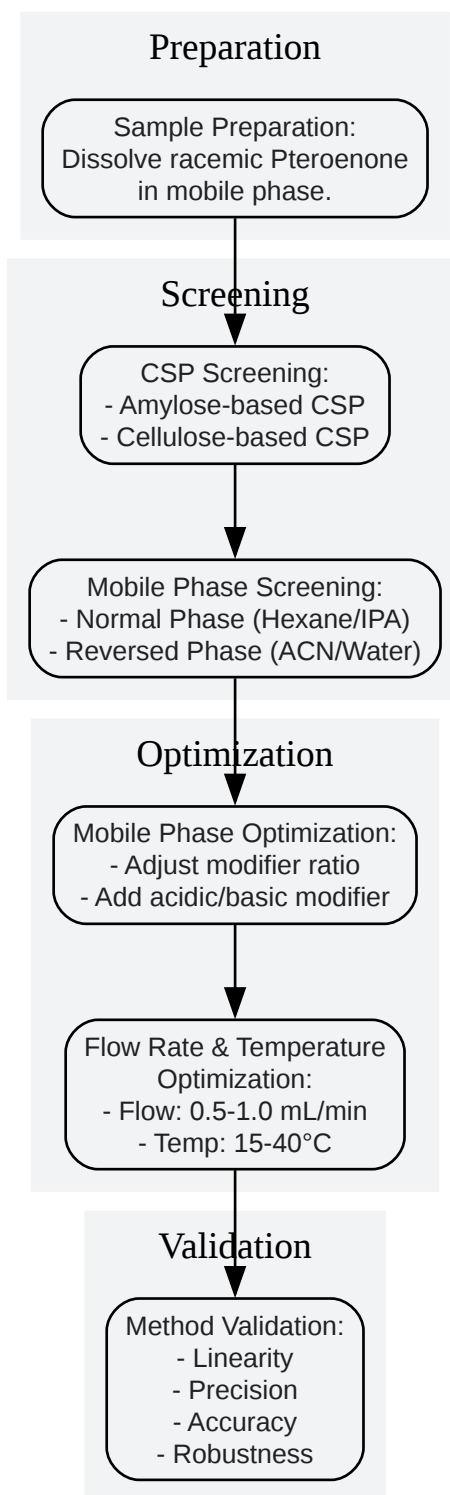 Preparation
Sample Preparation:
Dissolve racemic Pteroenone
in mobile phase.
Screening
CSP Screening:
- Amylose-based CSP
- Cellulose-based CSP
Mobile Phase Screening:
- Normal Phase (Hexane/IPA)
- Reversed Phase (ACN/Water)
Optimization
Mobile Phase Optimization:
- Adjust modifier ratio
- Add acidic/basic modifier
Flow Rate & Temperature
Optimization:
- Flow: 0.5-1.0 mL/min
- Temp: 15-40°C
Validation
Method Validation:
- Linearity
- Precision
- Accuracy
- Robustness